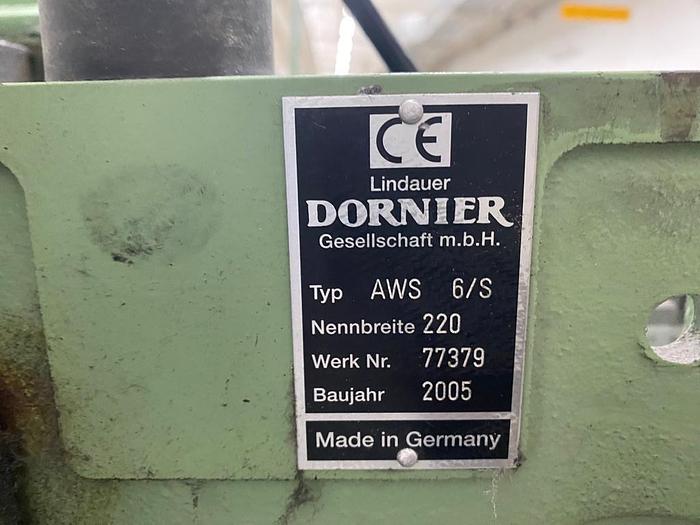 CE
Lindauer
DORNIER
Gesellschaft m.b.H.
Typ AWS 6/S
Nennbreite 220
Werk Nr. 77379
Baujahr 2005
Made in Germany